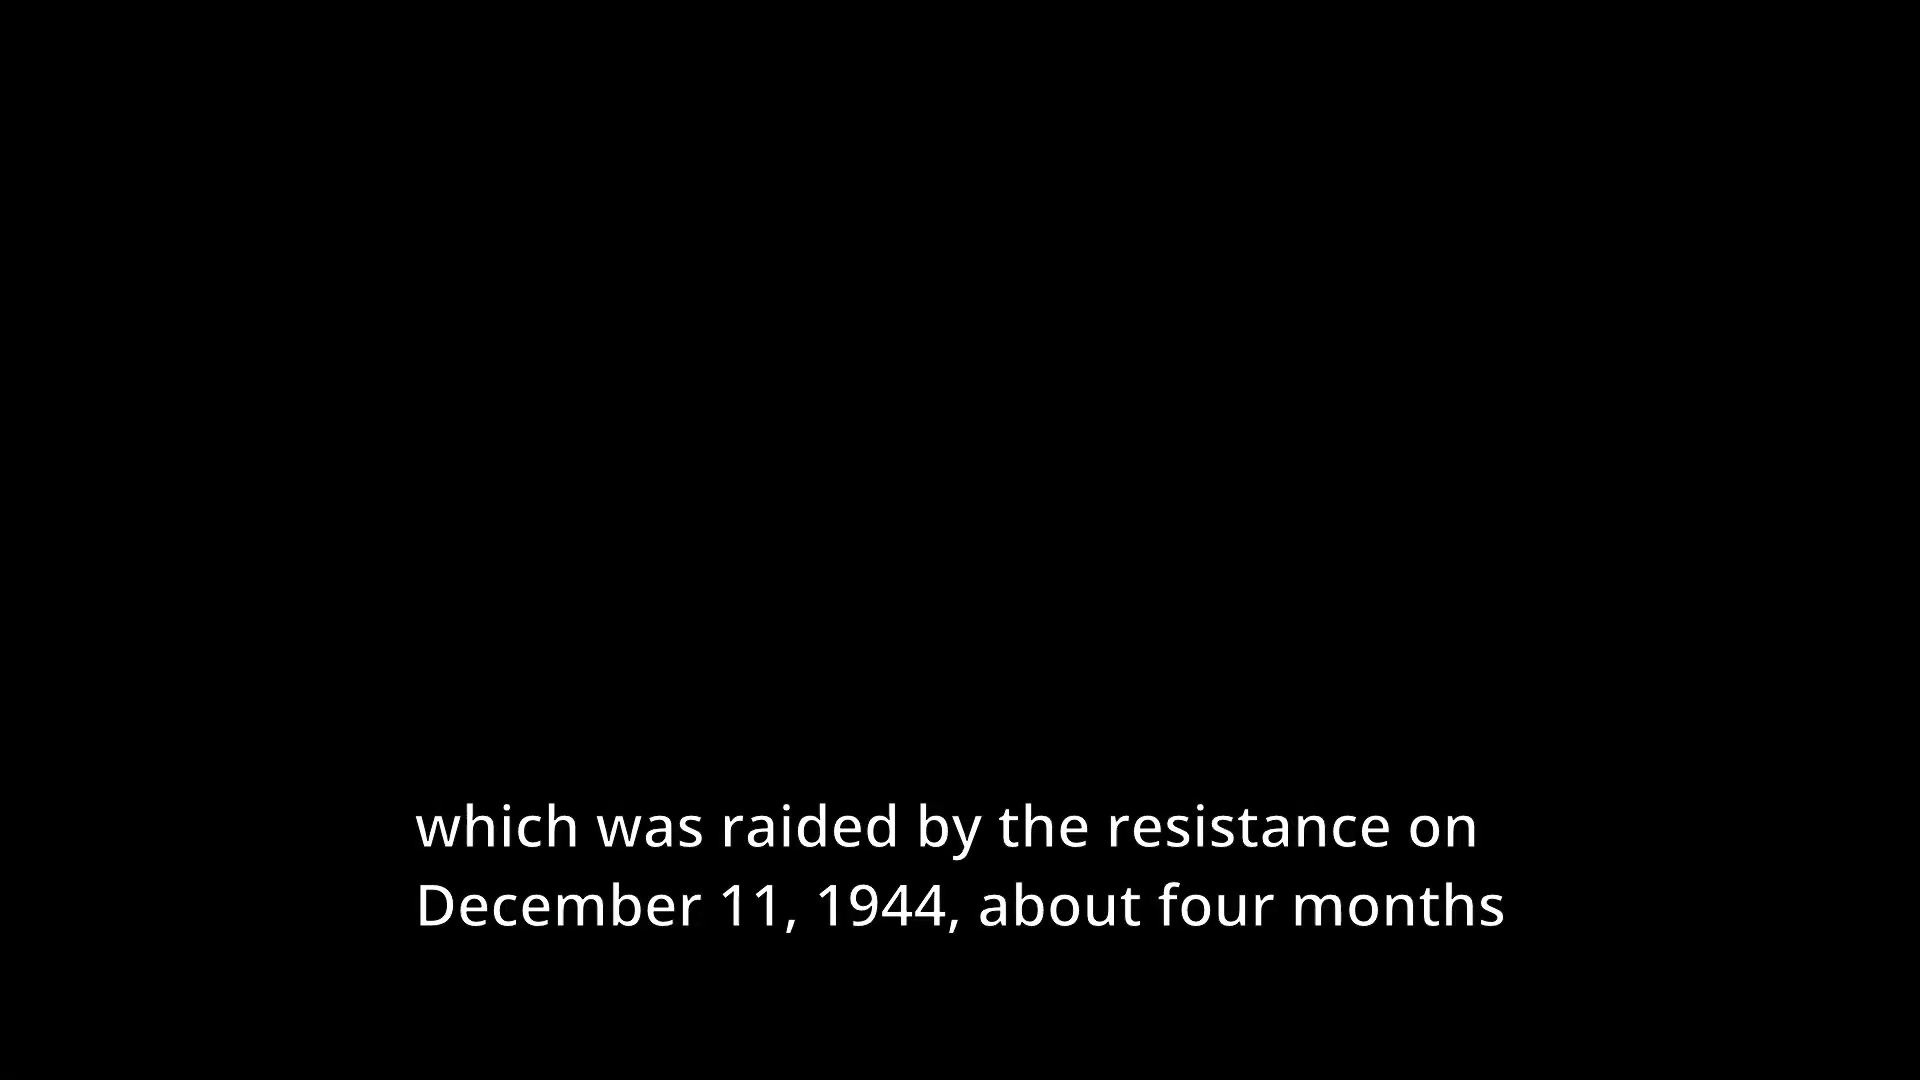 which was raided by the resistance on
December 11, 1944, about four months